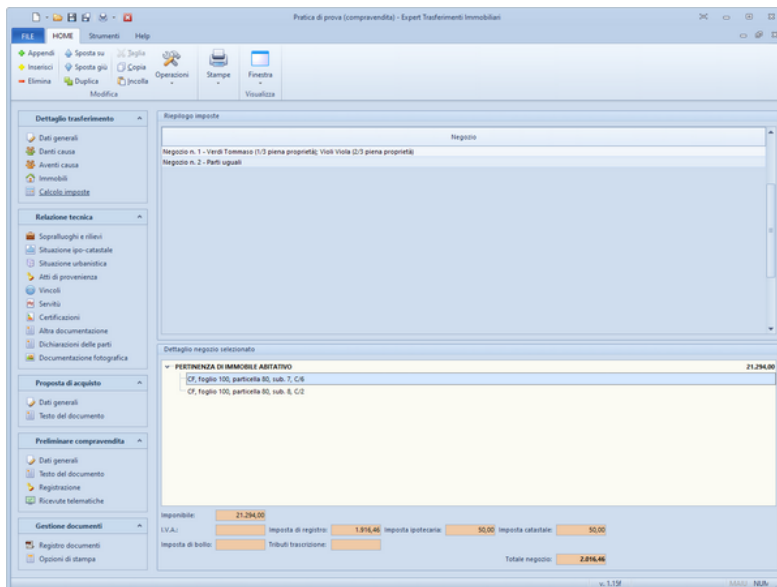 Pratica di prova (compravendita) - Expert Trasferimenti Immobiliari
FILE HOME Strumenti Help
Appendi Sposta su Taglia
Inserisci Sposta giù Copia
Elimina Duplica Incolla
Operazioni Stampe Finestra
Modifica Visualizza
Dettaglio trasferimento
Dati generali
Danti causa
Aventi causa
Immobili
Calcolo imposte
Relazione tecnica
Sopralluoghi e rilievi
Situazione ipo-catastale
Situazione urbanistica
Atti di provenienza
Vincoli
Servitù
Certificazioni
Altra documentazione
Dichiarazioni delle parti
Documentazione fotografica
Proposta di acquisto
Dati generali
Testo del documento
Preliminare compravendita
Dati generali
Testo del documento
Registrazione
Ricevute telematiche
Gestione documenti
Registro documenti
Opzioni di stampa
Riepilogo imposte
Negozio
Negozio n. 1 - Verdi Tommaso (1/3 piena proprietà); Violi Viola (2/3 piena proprietà)
Negozio n. 2 - Parti uguali
Dettaglio negozio selezionato
PERTINENZA DI IMMOBILE ABITATIVO 21.294,00
CF, foglio 100, particella 80, sub. 7, C/6
CF, foglio 100, particella 80, sub. 8, C/2
Imponibile: 21.294,00
I.V.A.: Imposta di registro: 1.916,46 Imposta ipotecaria: 50,00 Imposta catastale: 50,00
Imposta di bollo: Tributi trascrizione:
Totale negozio: 2.016,46
v. 1.15f MAIU NUM